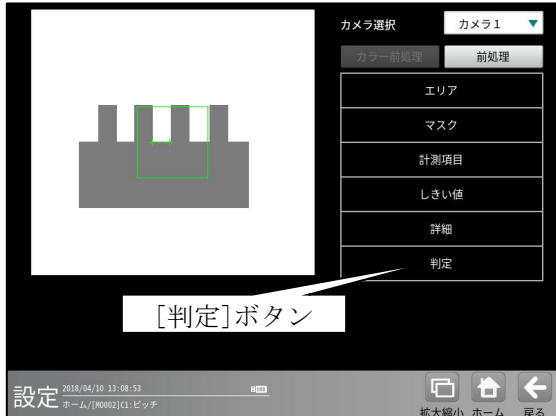 カメラ選択 カメラ1
カラー前処理 前処理
エリア
マスク
計測項目
しきい値
詳細
判定
[判定]ボタン
設定 2018/04/10 13:08:53
ホーム/[M0002]C1:ピッチ
拡大縮小 ホーム 戻る